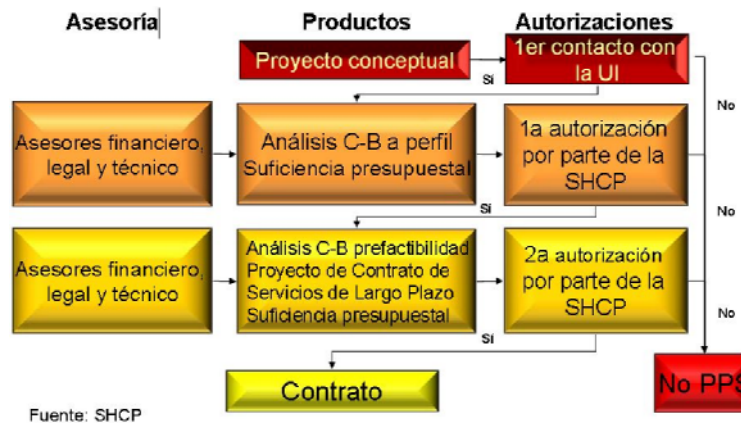 Asesoría
Productos
Autorizaciones
Proyecto conceptual
1er contacto con
la UI
Sí
No
Asesores financiero,
legal y técnico
Análisis C-B a perfil
Suficiencia presupuestal
1a autorización
por parte de la
SHCP
Sí
No
Asesores financiero,
legal y técnico
Análisis C-B prefactibilidad
Proyecto de Contrato de
Servicios de Largo Plazo
Suficiencia presupuestal
2a autorización
por parte de la
SHCP
Sí
No
Contrato
No PPS
Fuente: SHCP